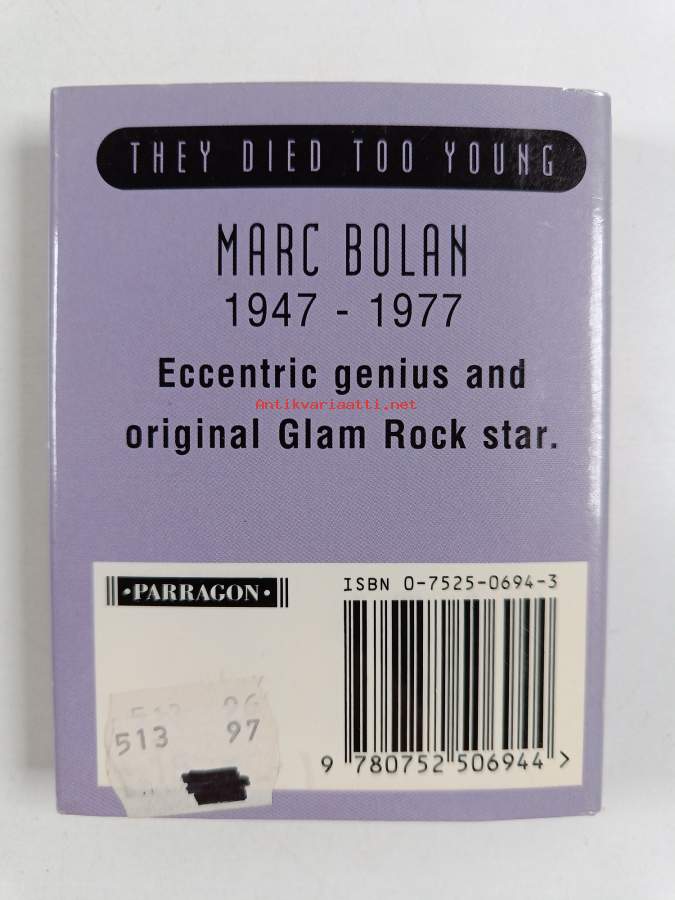 THEY DIED TOO YOUNG
MARC BOLAN
1947 - 1977
Eccentric genius and
Antikvariaatti.net
original Glam Rock star.
·PARRAGON·
ISBN 0-7525-0694-3
513 97
9 780752 506944 >